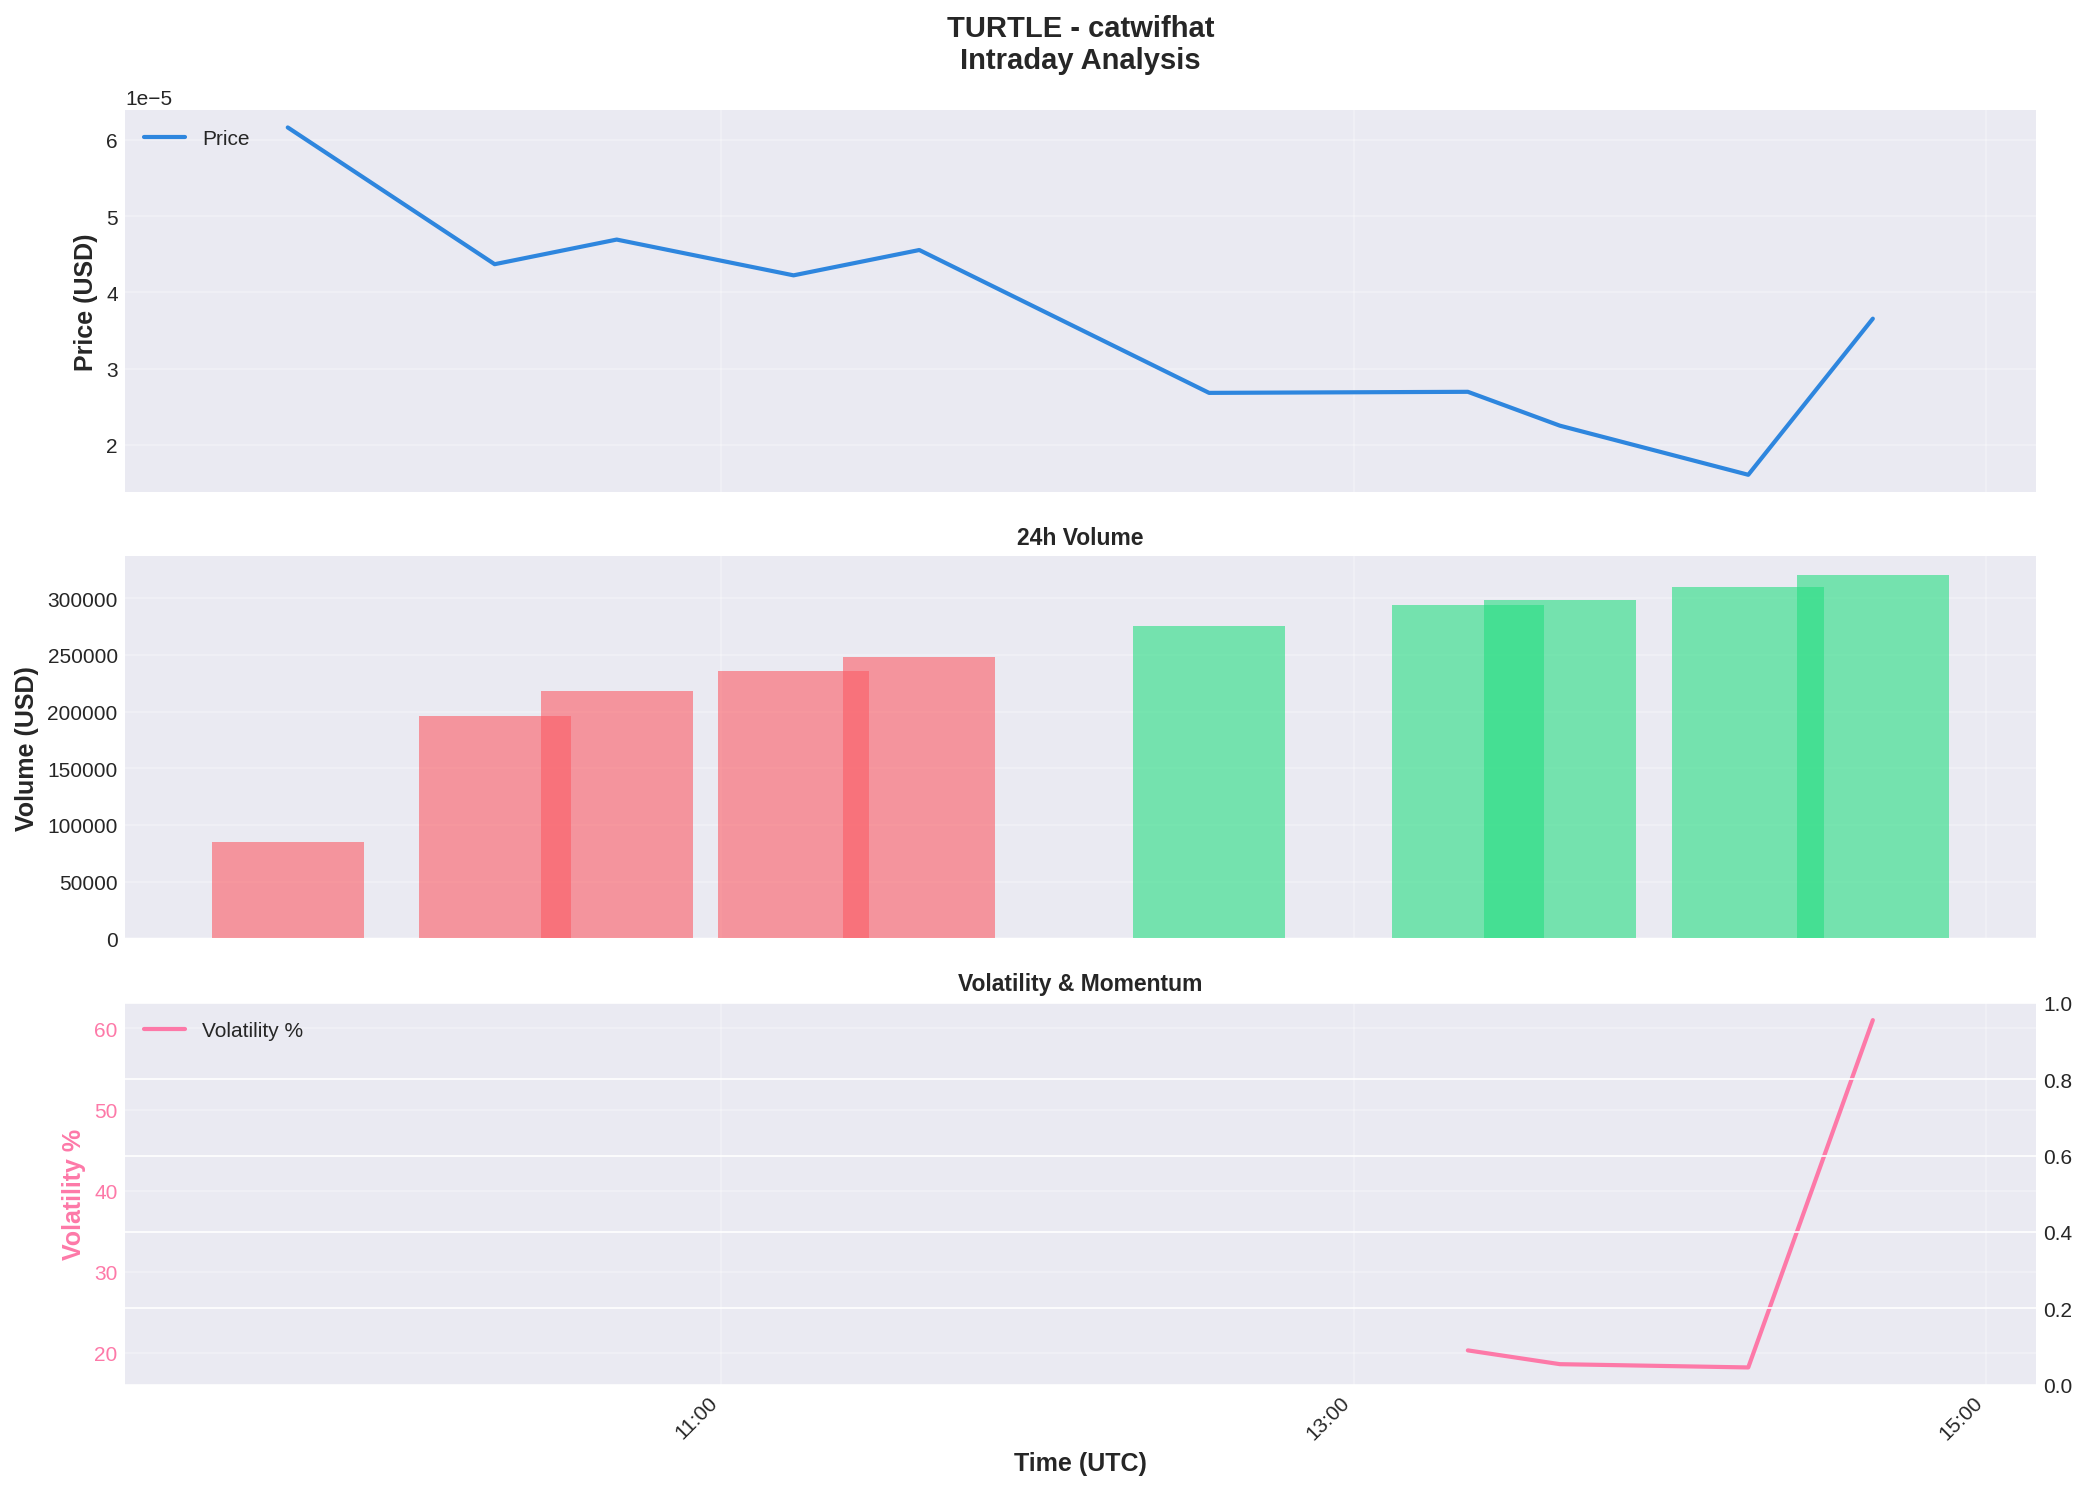 TURTLE - catwifhat
Intraday Analysis
1e−5
Price
6
5
4
3
2
Price (USD)
24h Volume
300000
250000
200000
150000
100000
50000
0
Volume (USD)
Volatility & Momentum
Volatility %
60
50
40
30
20
Volatility %
1.0
0.8
0.6
0.4
0.2
0.0
11:00
13:00
15:00
Time (UTC)